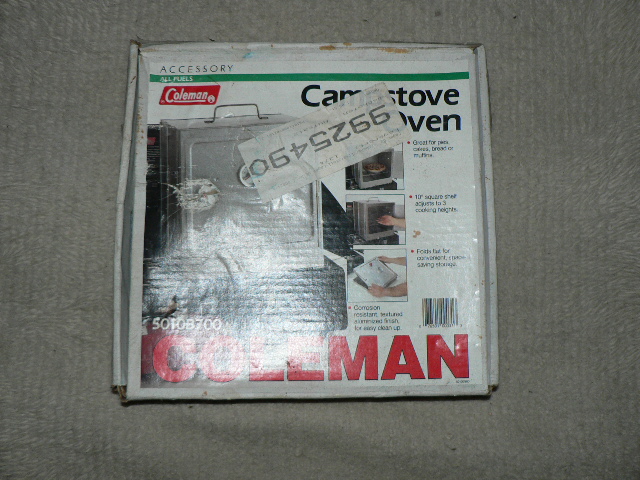 ACCESSORY
ALL FUELS
Coleman
Campstove
Oven
9925490
Great for pies,
cakes, bread or
muffins.
10" square shelf
adjusts to 3
cooking heights.
Folds flat for
convenient, space
saving storage.
Corrosion
resistant, textured
aluminized finish,
for easy clean up.
5010B700
COLEMAN